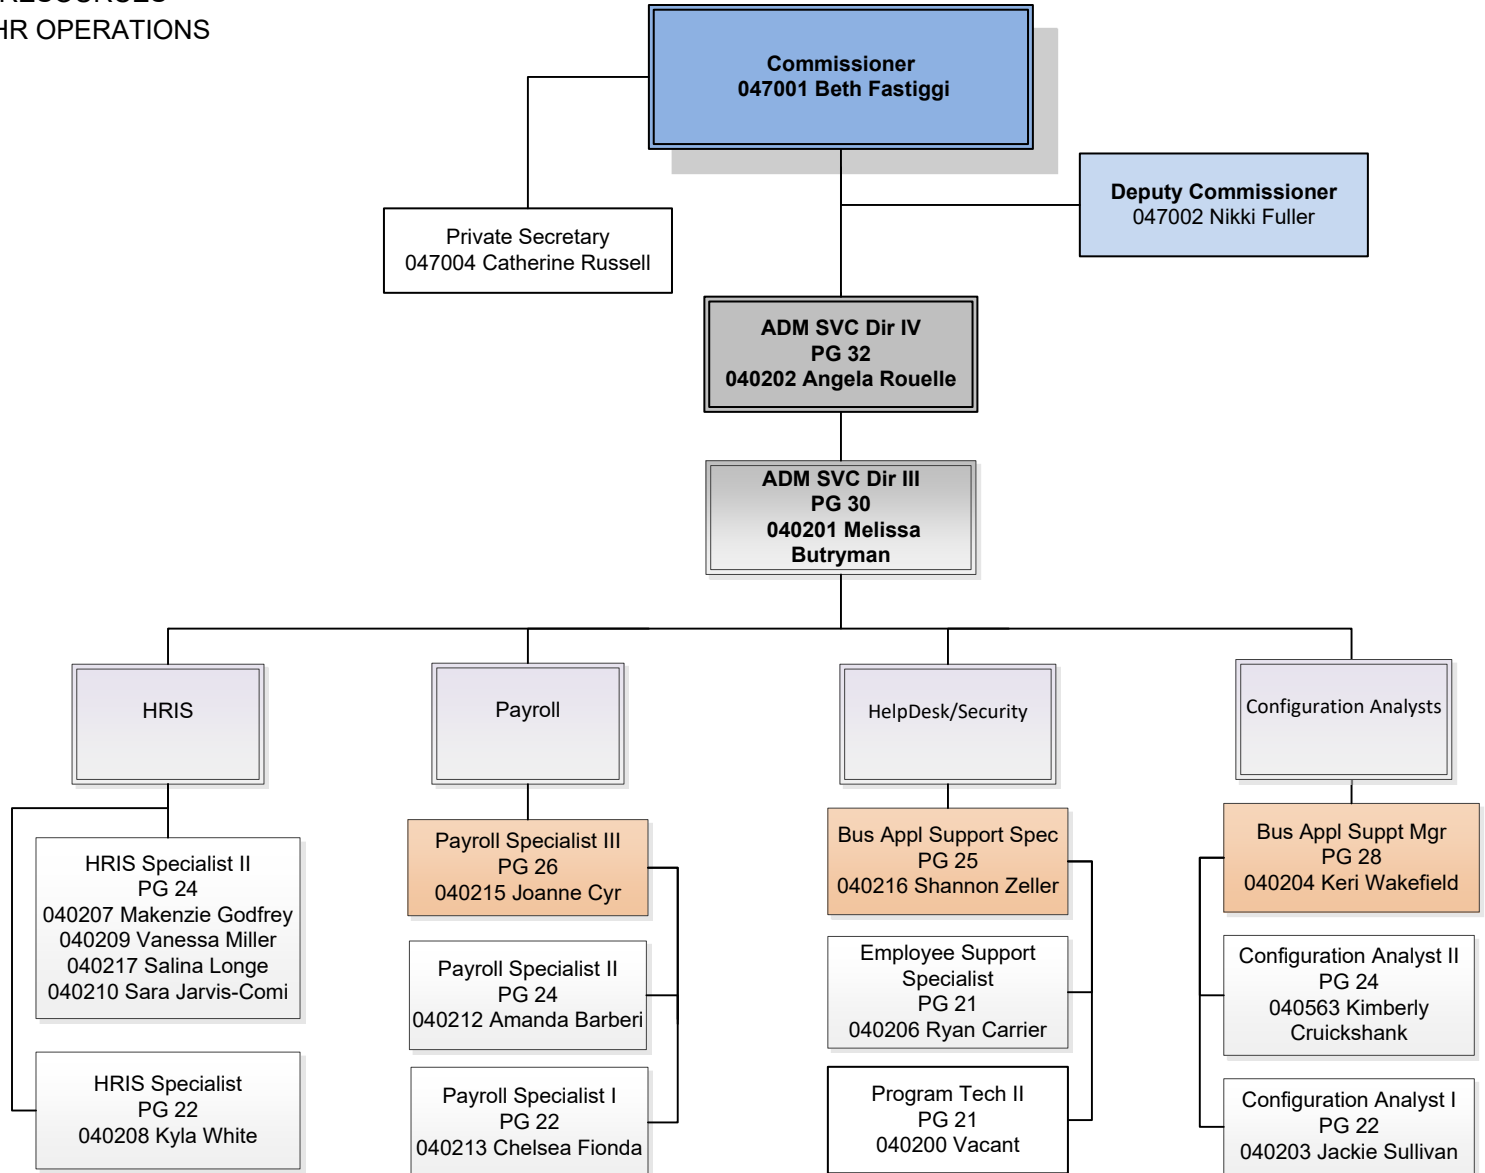 RESOURCES
HR OPERATIONS
Commissioner
047001 Beth Fastiggi
Deputy Commissioner
047002 Nikki Fuller
Private Secretary
047004 Catherine Russell
ADM SVC Dir IV
PG 32
040202 Angela Rouelle
ADM SVC Dir III
PG 30
040201 Melissa
Butryman
HRIS
Payroll
HelpDesk/Security
Configuration Analysts
HRIS Specialist II
PG 24
040207 Makenzie Godfrey
040209 Vanessa Miller
040217 Salina Longe
040210 Sara Jarvis-Comi
HRIS Specialist
PG 22
040208 Kyla White
Payroll Specialist III
PG 26
040215 Joanne Cyr
Payroll Specialist II
PG 24
040212 Amanda Barberi
Payroll Specialist I
PG 22
040213 Chelsea Fionda
Bus Appl Support Spec
PG 25
040216 Shannon Zeller
Employee Support
Specialist
PG 21
040206 Ryan Carrier
Program Tech II
PG 21
040200 Vacant
Bus Appl Suppt Mgr
PG 28
040204 Keri Wakefield
Configuration Analyst II
PG 24
040563 Kimberly
Cruickshank
Configuration Analyst I
PG 22
040203 Jackie Sullivan